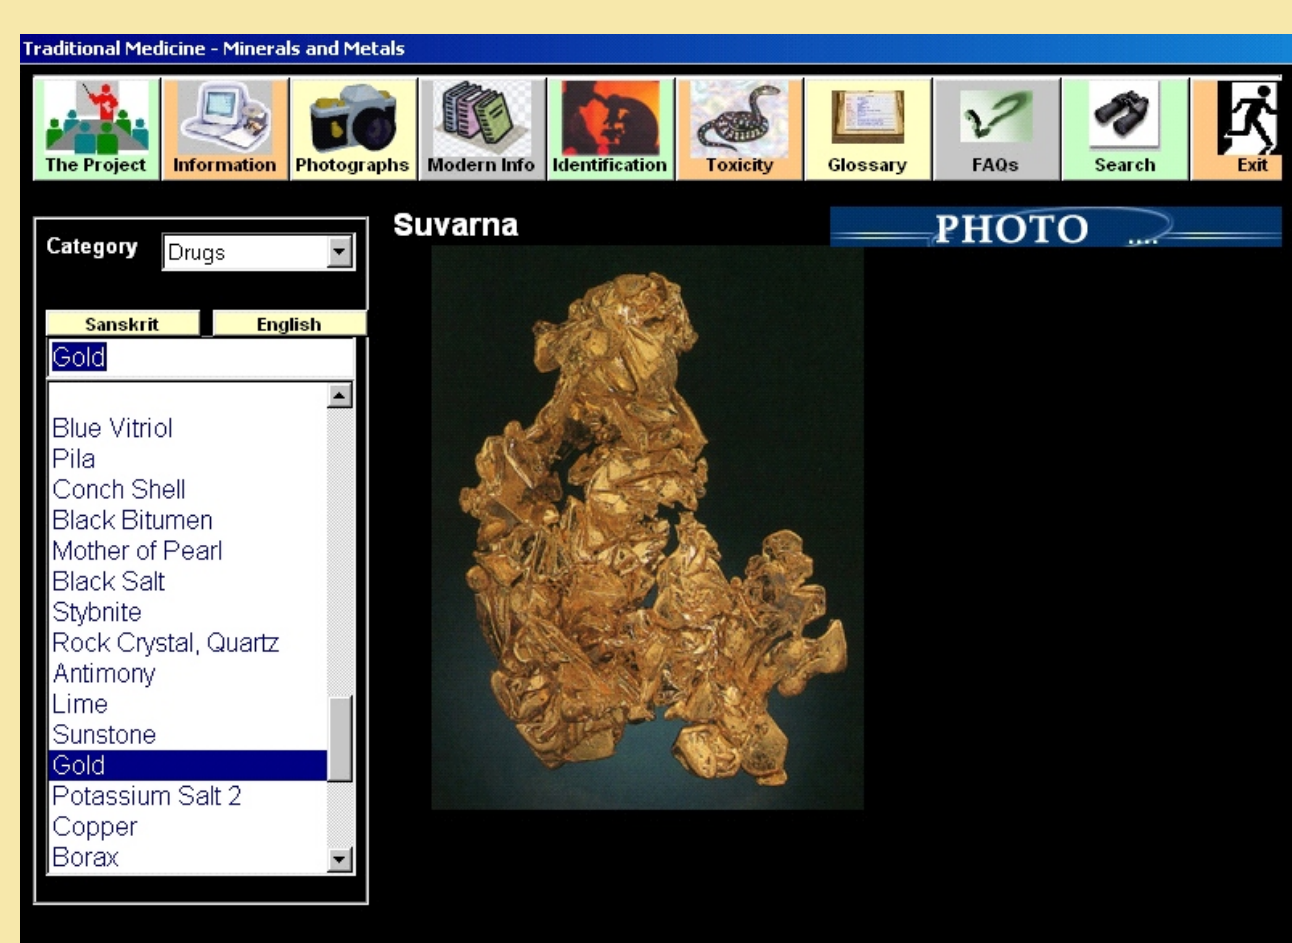 Traditional Medicine - Minerals and Metals
The Project Information Photographs Modern Info Identification Toxicity Glossary FAQs Search Exit
Suvarna
PHOTO ....
Category Drugs
Sanskrit English
Gold
Blue Vitriol
Pila
Conch Shell
Black Bitumen
Mother of Pearl
Black Salt
Stybnite
Rock Crystal, Quartz
Antimony
Lime
Sunstone
Gold
Potassium Salt 2
Copper
Borax